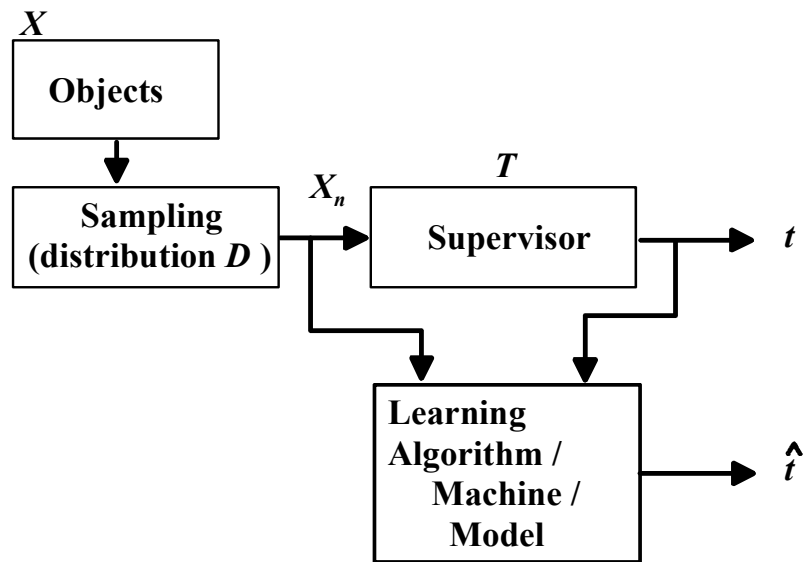 X
Objects
Sampling
(distribution D )
X_n
T
Supervisor
t
Learning
Algorithm /
Machine /
Model
t̂